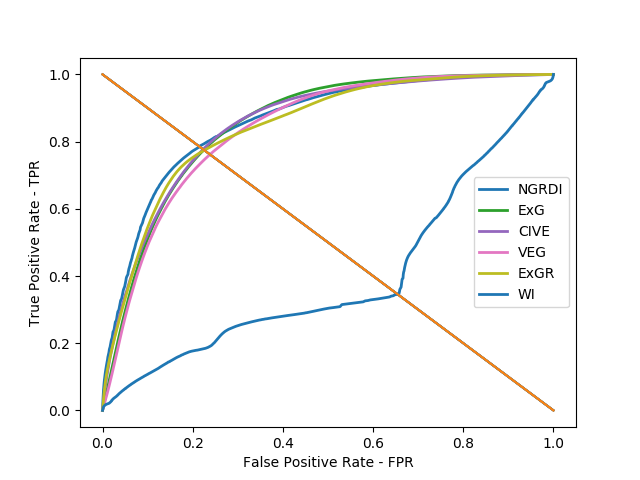 1.0
0.8
0.6
0.4
0.2
0.0
True Positive Rate - TPR
NGRDI
ExG
CIVE
VEG
ExGR
WI
0.0 0.2 0.4 0.6 0.8 1.0
False Positive Rate - FPR